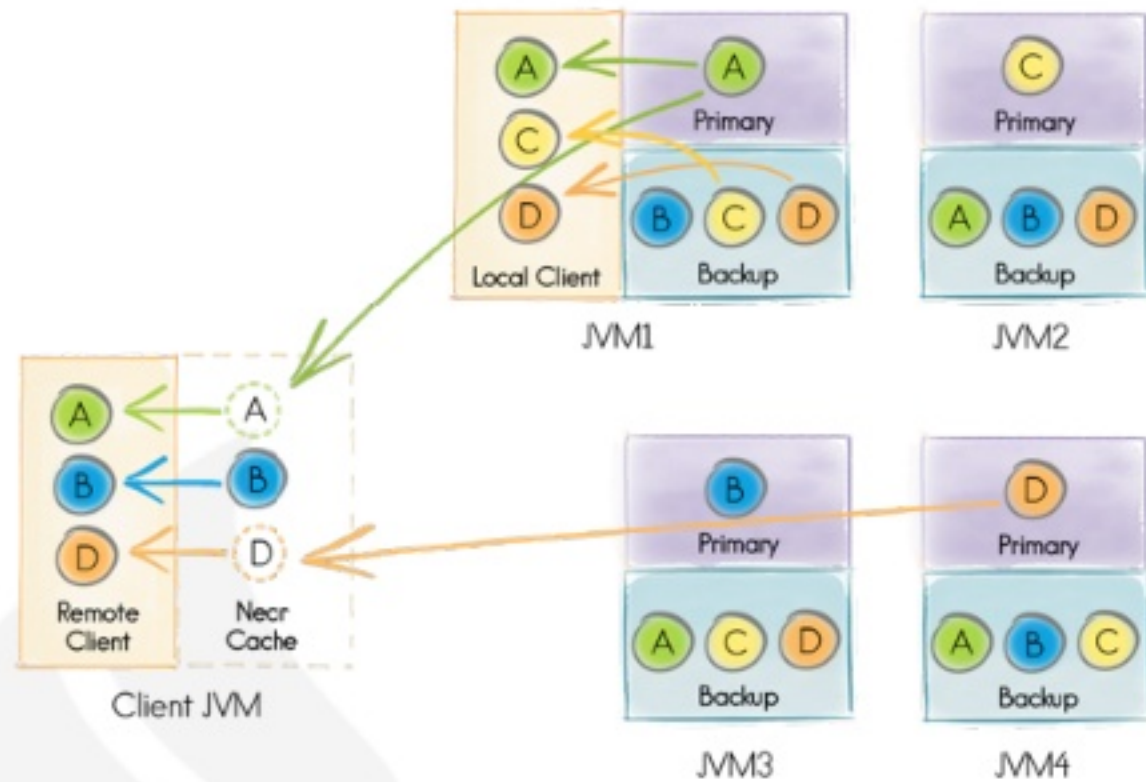 A A C
Primary Primary
C
D B C D A B D
Local Client Backup Backup
JVM1 JVM2
A A
B B B D
Primary Primary
D D
Remote Necr
Client Cache
A C D A B C
Backup Backup
Client JVM
JVM3 JVM4